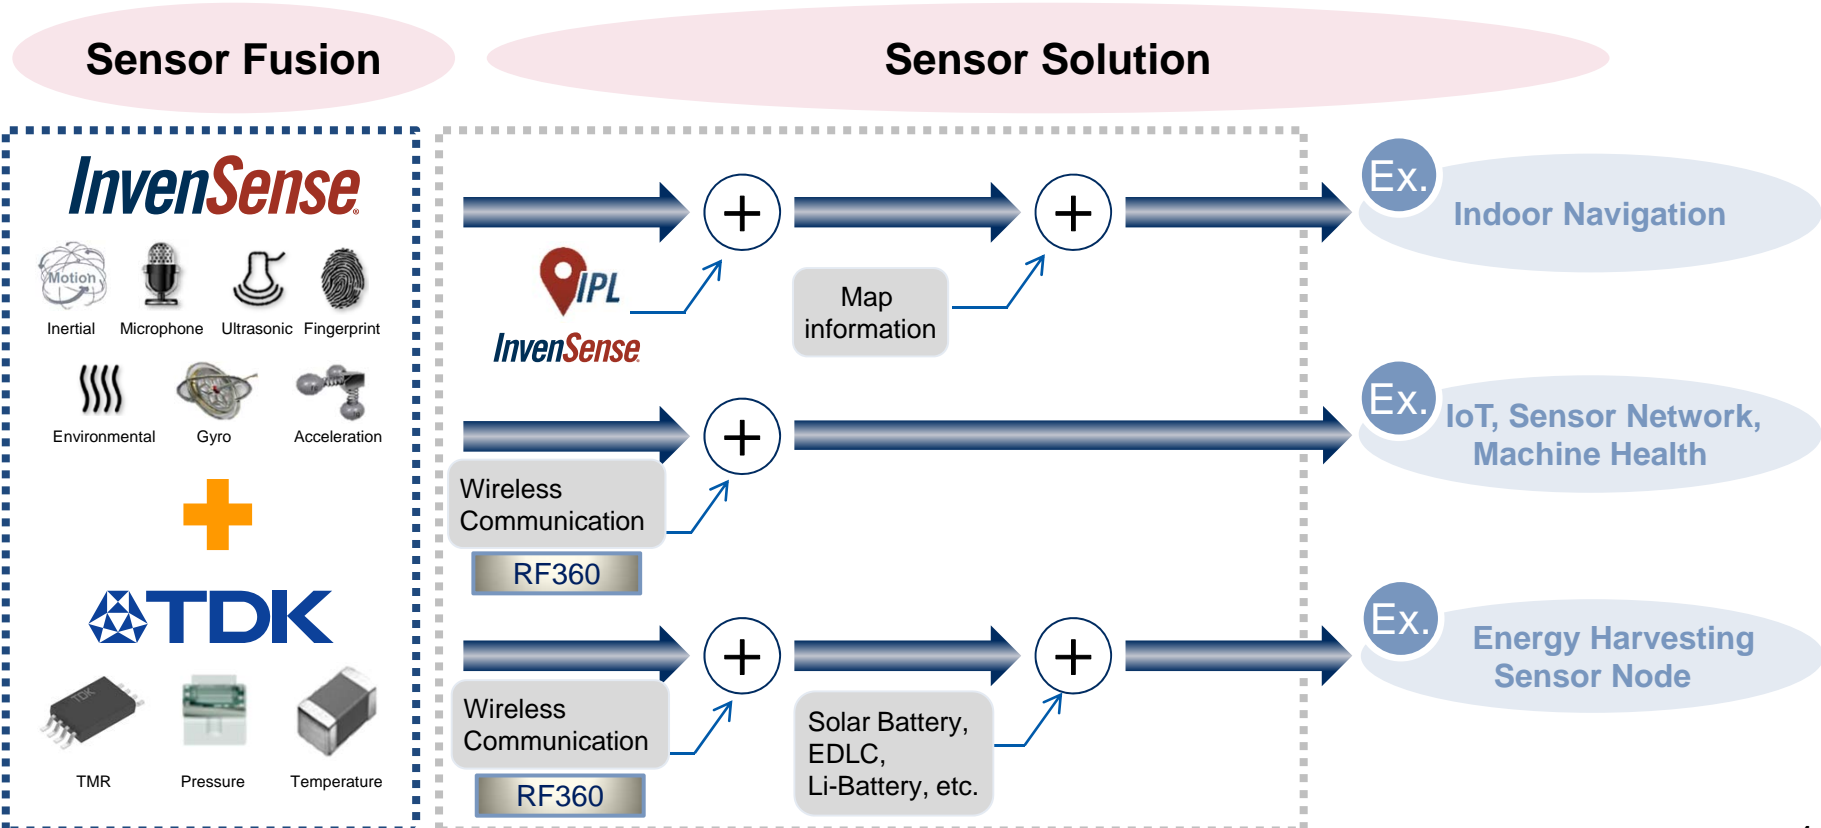 Sensor Fusion
Sensor Solution
InvenSense
Motion
Inertial
Microphone
Ultrasonic
Fingerprint
Environmental
Gyro
Acceleration
TDK
TDK
TMR
Pressure
Temperature
+
+
IPL
InvenSense
Map
information
Ex.
Indoor Navigation
+
Wireless
Communication
RF360
Ex.
IoT, Sensor Network,
Machine Health
+
+
Wireless
Communication
RF360
Solar Battery,
EDLC,
Li-Battery, etc.
Ex.
Energy Harvesting
Sensor Node